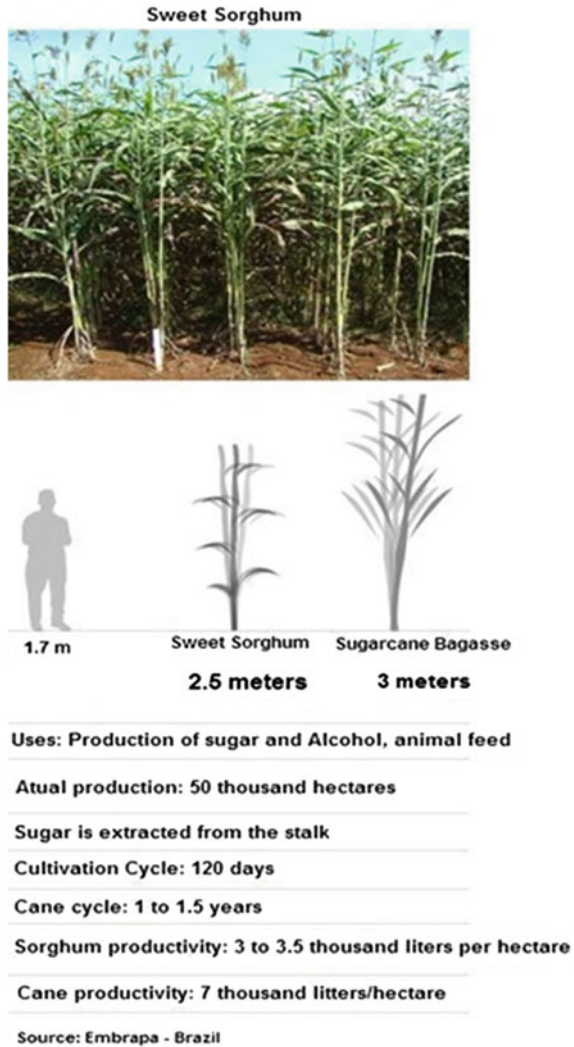 Sweet Sorghum
1.7 m
Sweet Sorghum
Sugarcane Bagasse
2.5 meters
3 meters
Uses: Production of sugar and Alcohol, animal feed
Atual production: 50 thousand hectares
Sugar is extracted from the stalk
Cultivation Cycle: 120 days
Cane cycle: 1 to 1.5 years
Sorghum productivity: 3 to 3.5 thousand liters per hectare
Cane productivity: 7 thousand litters/hectare
Source: Embrapa - Brazil